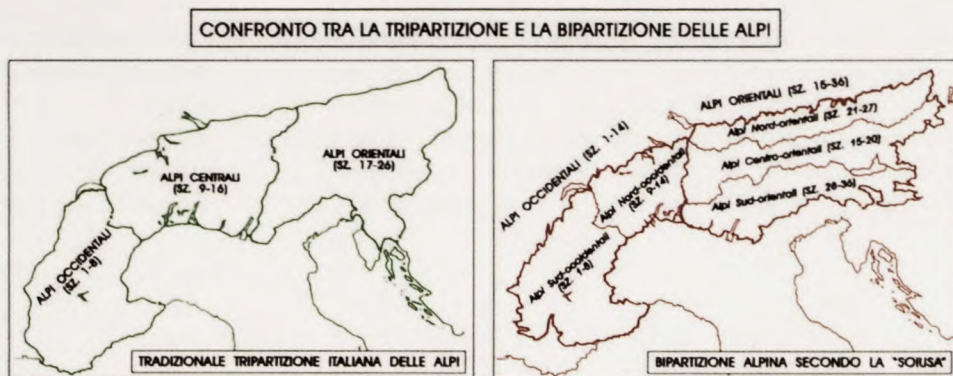 CONFRONTO TRA LA TRIPARTIZIONE E LA BIPARTIZIONE DELLE ALPI
ALPI CENTRALI
(SZ. 9-16)
ALPI ORIENTALI
(SZ. 17-26)
ALPI OCCIDENTALI
(SZ. 1-8)
TRADIZIONALE TRIPARTIZIONE ITALIANA DELLE ALPI
ALPI OCCIDENTALI (SZ. 1-14)
ALPI ORIENTALI (SZ. 15-36)
Alpi Nord-orientali (SZ. 21-27)
Alpi Centro-orientali (SZ. 15-20)
Alpi Sud-orientali (SZ. 28-36)
Alpi Nord-occidentali
(SZ. 9-14)
Alpi Sud-occidentali
(SZ. 1-8)
BIPARTIZIONE ALPINA SECONDO LA "SOIUSA"